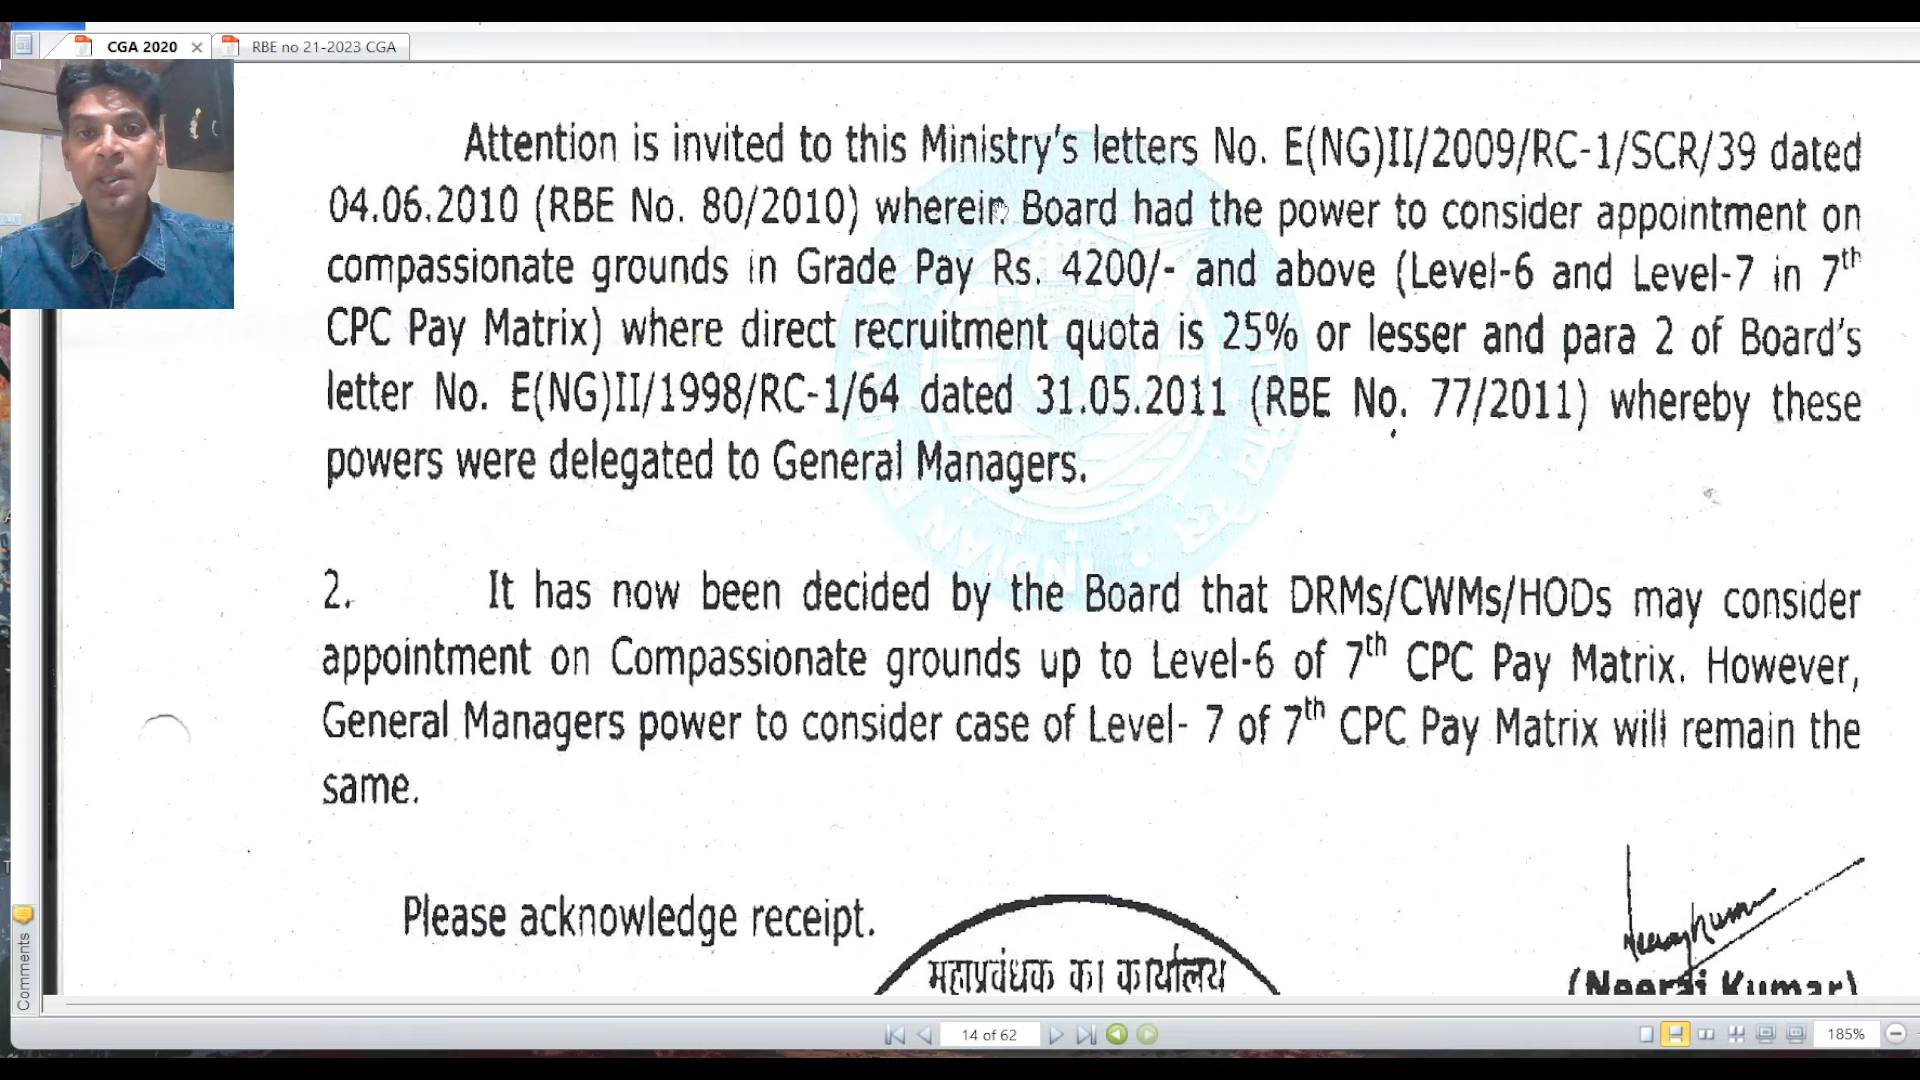 CGA 2020
RBE no 21-2023 CGA
Attention is invited to this Ministry's letters No. E(NG)II/2009/RC-1/SCR/39 dated
04.06.2010 (RBE No. 80/2010) wherein Board had the power to consider appointment on
compassionate grounds in Grade Pay Rs. 4200/- and above (Level-6 and Level-7 in 7th
CPC Pay Matrix) where direct recruitment quota is 25% or lesser and para 2 of Board's
letter No. E(NG)II/1998/RC-1/64 dated 31.05.2011 (RBE No. 77/2011) whereby these
powers were delegated to General Managers.
2. It has now been decided by the Board that DRMs/CWMs/HODs may consider
appointment on Compassionate grounds up to Level-6 of 7th CPC Pay Matrix. However,
General Managers power to consider case of Level- 7 of 7th CPC Pay Matrix will remain the
same.
Please acknowledge receipt.
महाप्रबंधक का कार्यालय
(Neeraj Kumar)
Comments
14 of 62
185%